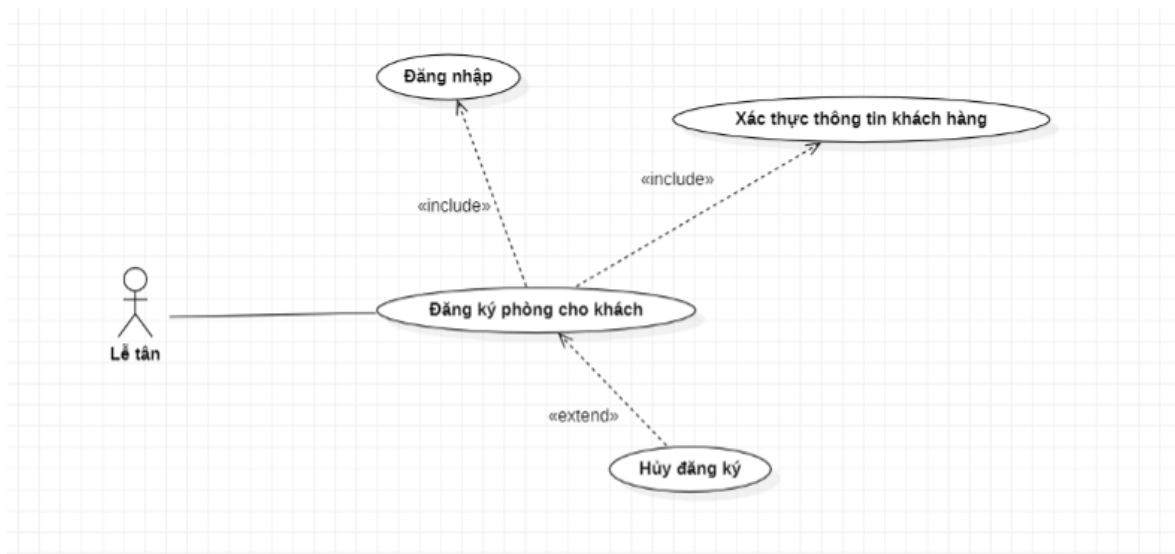 Đăng nhập
Xác thực thông tin khách hàng
«include»
«include»
Đăng ký phòng cho khách
Lễ tân
«extend»
Hủy đăng ký